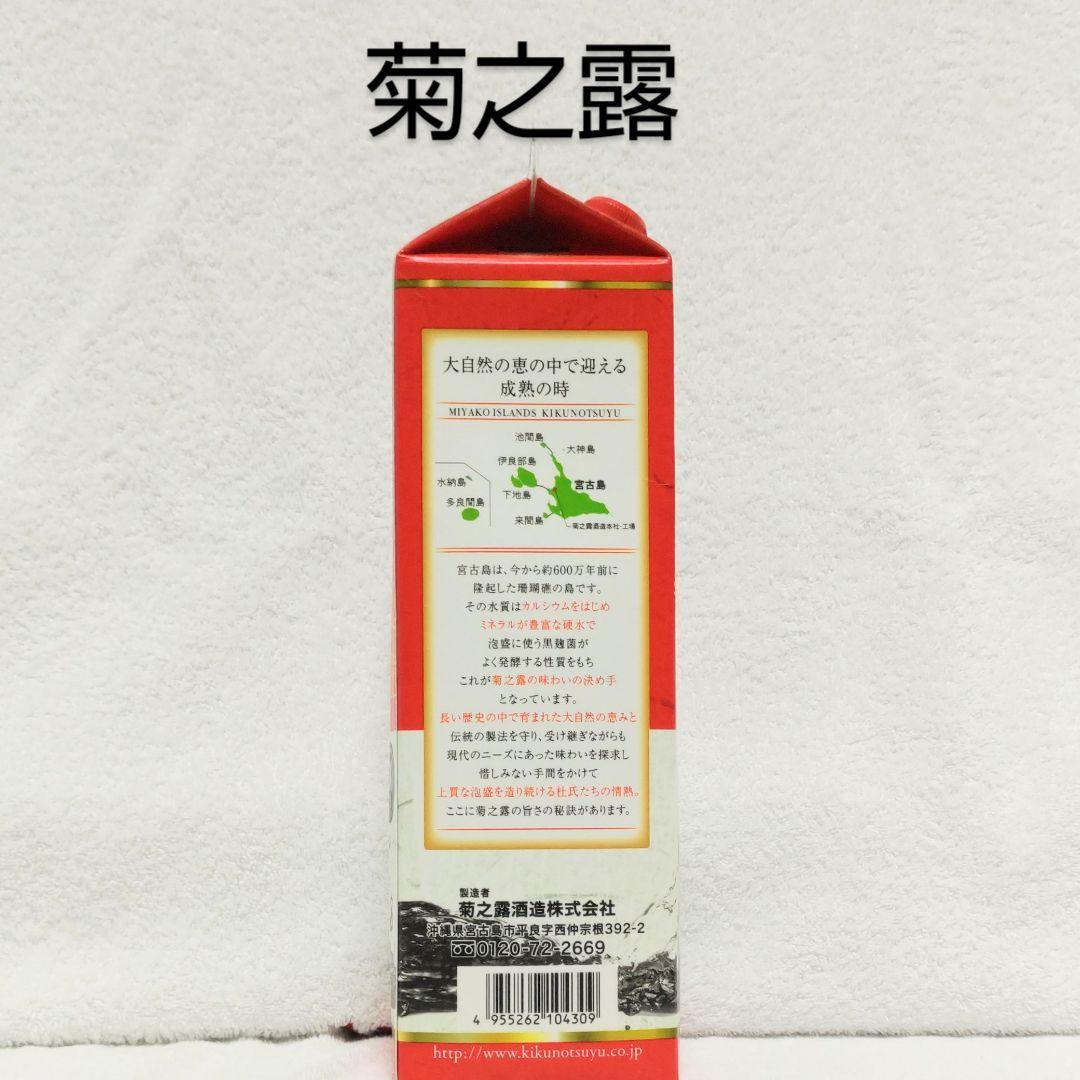 菊之露
大自然の恵の中で迎える
成熟の時
MIYAKO ISLANDS KIKUNOTSUYU
池間島
大神島
伊良部島
水納島
宮古島
下地島
多良間島
来間島
菊之露酒造本社・工場
宮古島は、今から約600万年前に
隆起した珊瑚礁の島です。
その水質はカルシウムをはじめ
ミネラルが豊富な硬水で
泡盛に使う黒麹菌が
よく発酵する性質をもち
これが菊之露の味わいの決め手
となっています。
長い歴史の中で育まれた大自然の恵みと
伝統の製法を守り、受け継ぎながらも
現代のニーズにあった味わいを探求し
惜しみない手間をかけて
上質な泡盛を造り続ける杜氏たちの情熱。
ここに菊之露の旨さの秘訣があります。
製造者
菊之露酒造株式会社
沖縄県宮古島市平良字西仲宗根392-2
0120-72-2669
4 955262 104309
http://www.kikunotsuyu.co.jp